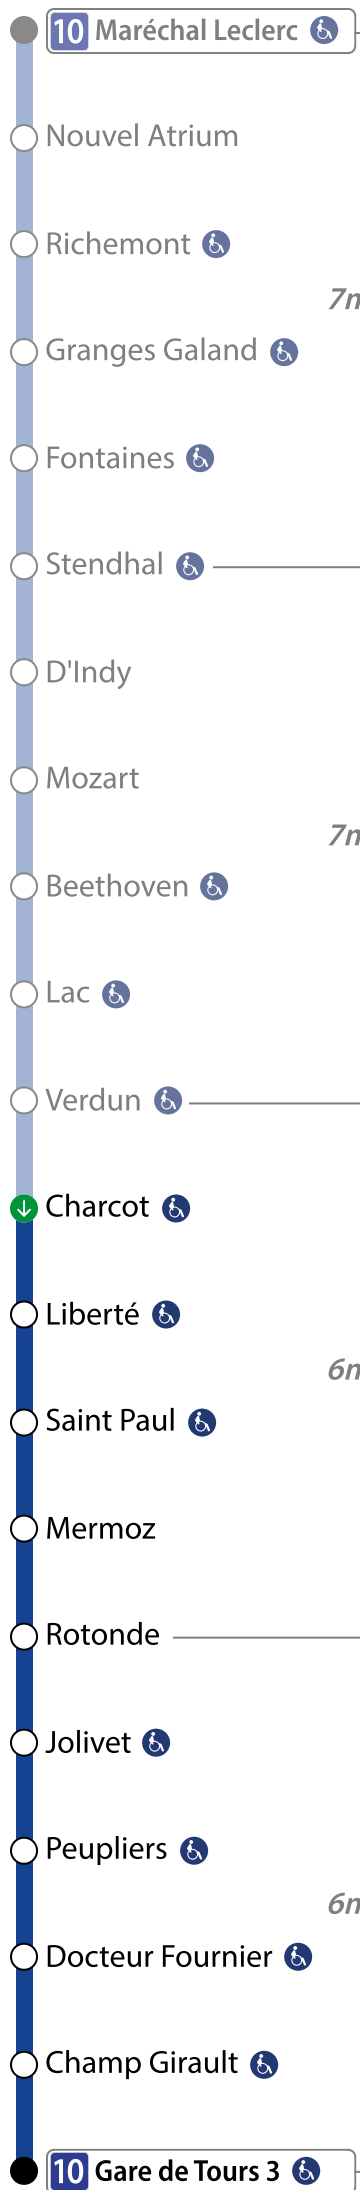 10 Maréchal Leclerc
Nouvel Atrium
Richemont
Granges Galand
Fontaines
Stendhal
D'Indy
Mozart
Beethoven
Lac
Verdun
Charcot
Liberté
Saint Paul
Mermoz
Rotonde
Jolivet
Peupliers
Docteur Fournier
Champ Girault
10 Gare de Tours 3